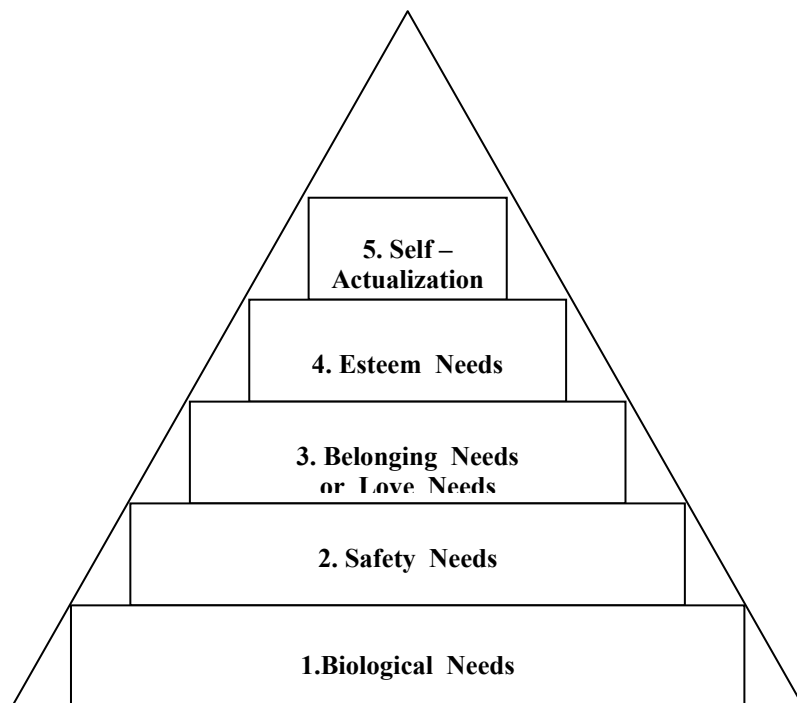 5. Self –
Actualization
4. Esteem Needs
3. Belonging Needs
or Love Needs
2. Safety Needs
1.Biological Needs